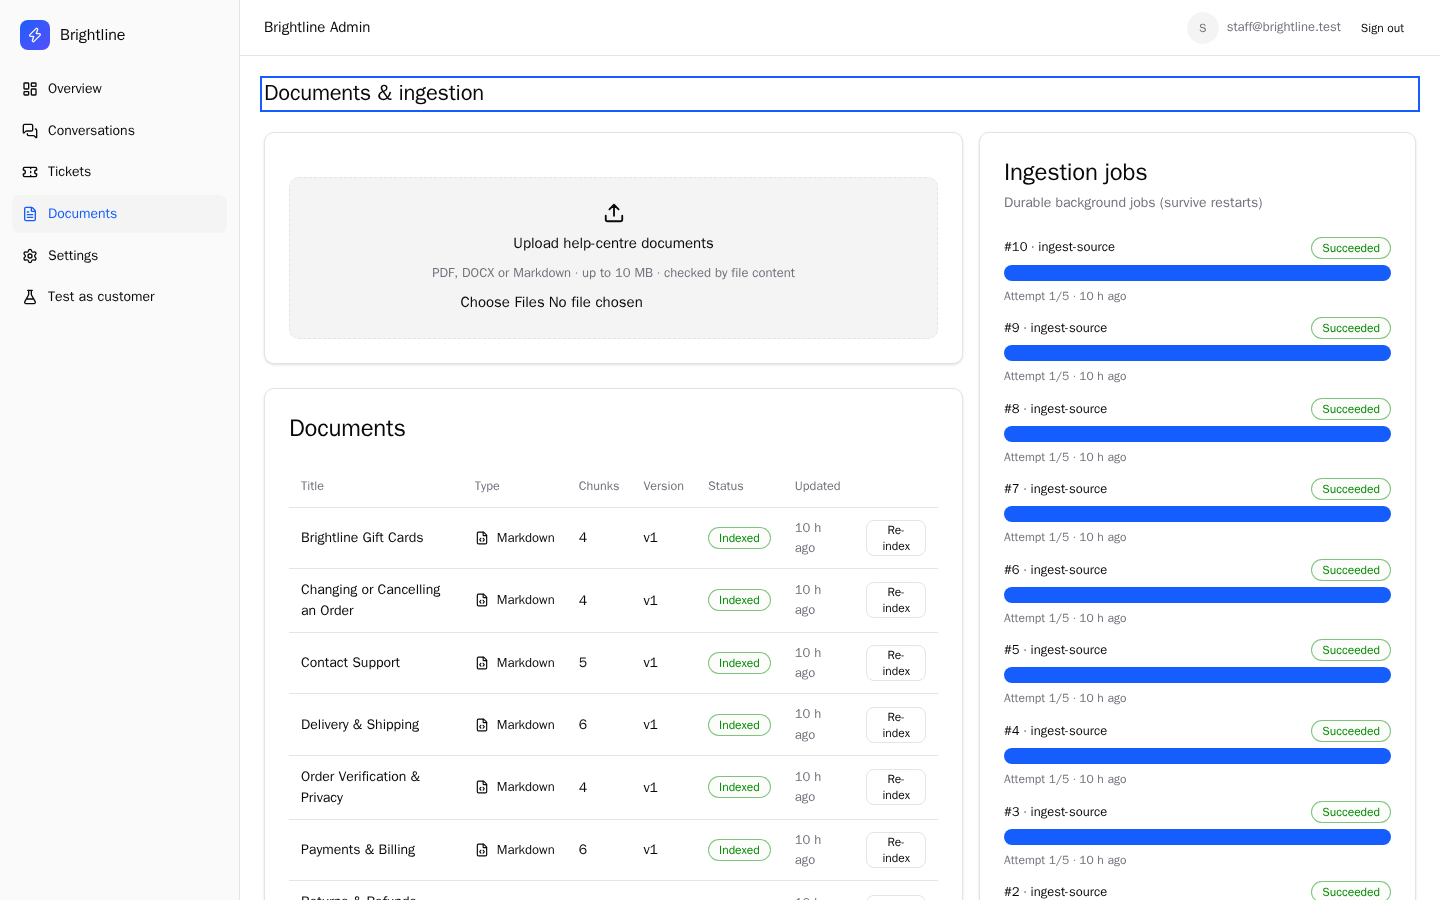 Brightline
Overview
Conversations
Tickets
Documents
Settings
Test as customer
Brightline Admin
S
staff@brightline.test
Sign out
Documents & ingestion
Upload help-centre documents
PDF, DOCX or Markdown · up to 10 MB · checked by file content
Choose Files No file chosen
Documents
Title Type Chunks Version Status Updated
Brightline Gift Cards Markdown 4 v1 Indexed 10 h ago Re-index
Changing or Cancelling an Order Markdown 4 v1 Indexed 10 h ago Re-index
Contact Support Markdown 5 v1 Indexed 10 h ago Re-index
Delivery & Shipping Markdown 6 v1 Indexed 10 h ago Re-index
Order Verification & Privacy Markdown 4 v1 Indexed 10 h ago Re-index
Payments & Billing Markdown 6 v1 Indexed 10 h ago Re-index
Ingestion jobs
Durable background jobs (survive restarts)
#10 · ingest-source Succeeded
Attempt 1/5 · 10 h ago
#9 · ingest-source Succeeded
Attempt 1/5 · 10 h ago
#8 · ingest-source Succeeded
Attempt 1/5 · 10 h ago
#7 · ingest-source Succeeded
Attempt 1/5 · 10 h ago
#6 · ingest-source Succeeded
Attempt 1/5 · 10 h ago
#5 · ingest-source Succeeded
Attempt 1/5 · 10 h ago
#4 · ingest-source Succeeded
Attempt 1/5 · 10 h ago
#3 · ingest-source Succeeded
Attempt 1/5 · 10 h ago
#2 · ingest-source Succeeded